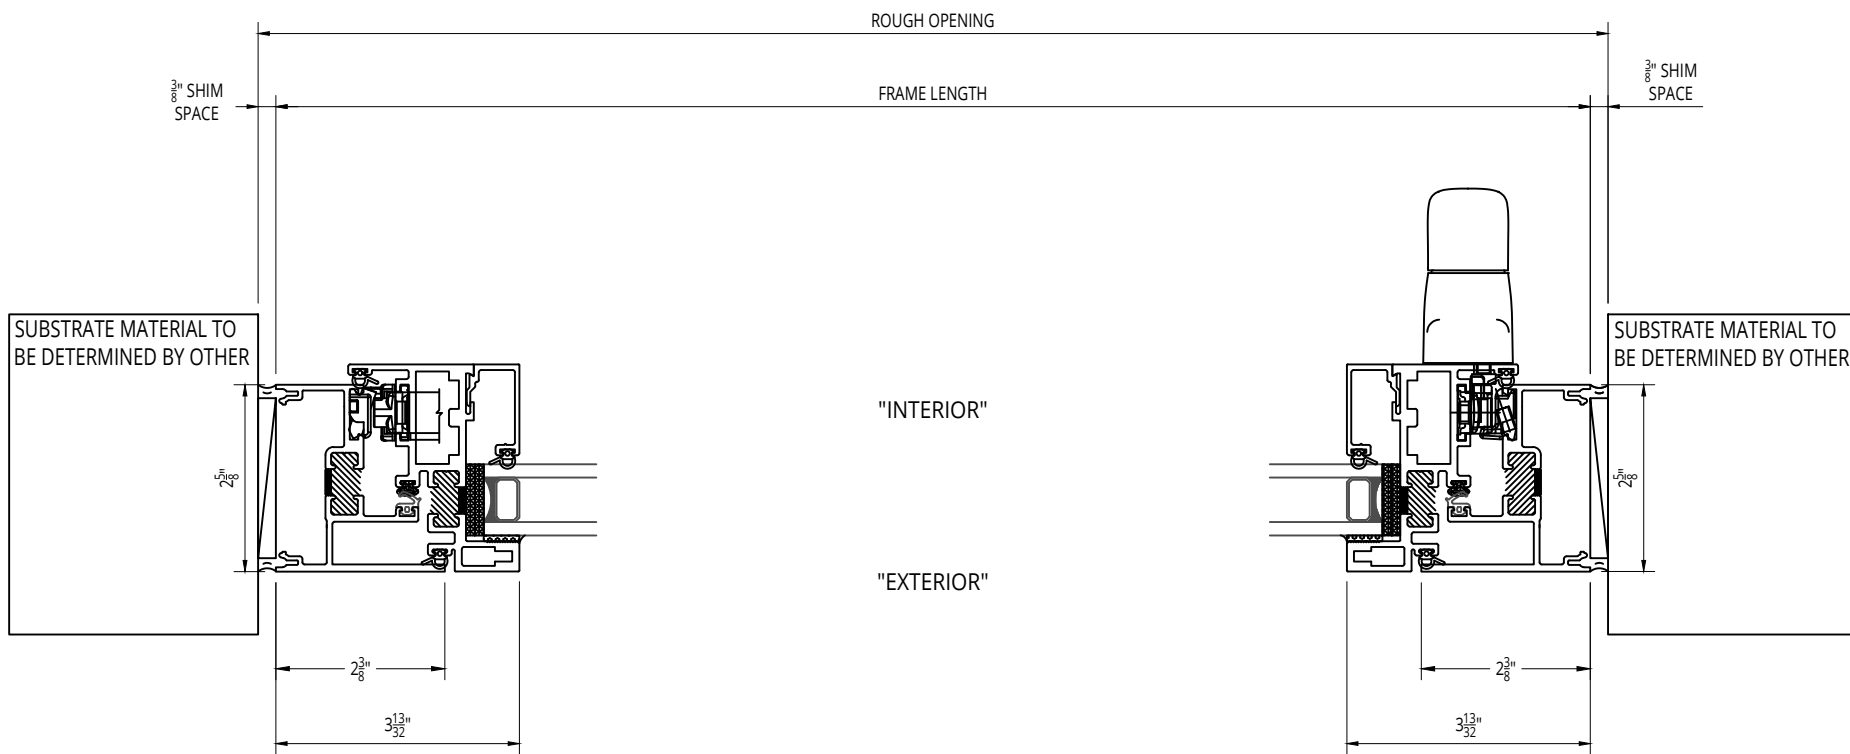 ROUGH OPENING
3/8" SHIM
SPACE
FRAME LENGTH
3/8" SHIM
SPACE
SUBSTRATE MATERIAL TO
BE DETERMINED BY OTHER
SUBSTRATE MATERIAL TO
BE DETERMINED BY OTHER
"INTERIOR"
2 5/8"
2 5/8"
"EXTERIOR"
2 3/8"
2 3/8"
3 13/32"
3 13/32"